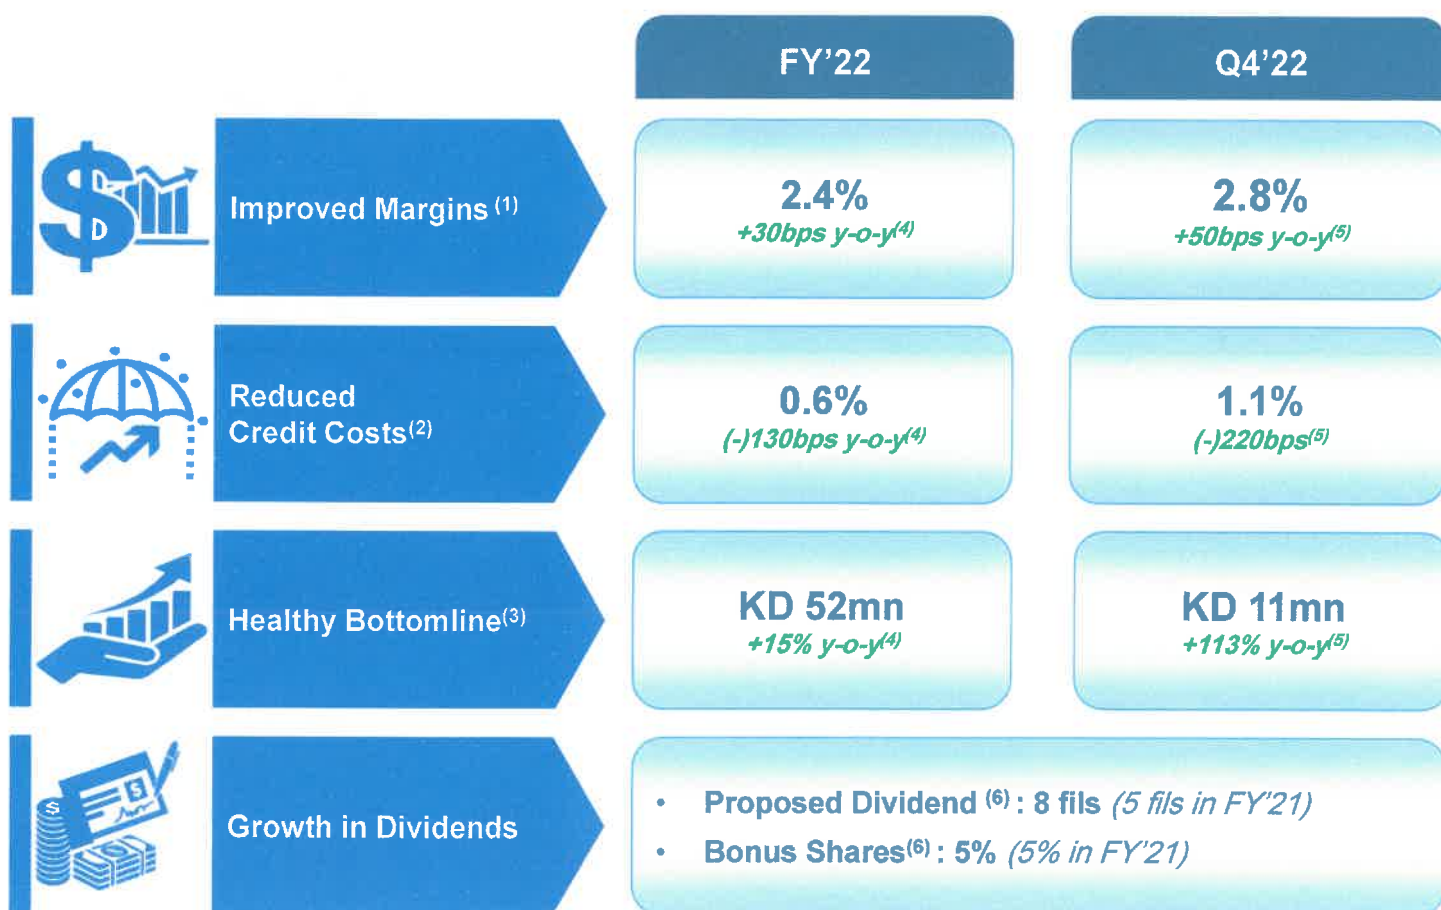 FY'22
Q4'22
D
Improved Margins (1)
2.4%
+30bps y-o-y(4)
2.8%
+50bps y-o-y(5)
Reduced
Credit Costs(2)
0.6%
(-)130bps y-o-y(4)
1.1%
(-)220bps(5)
Healthy Bottomline(3)
KD 52mn
+15% y-o-y(4)
KD 11mn
+113% y-o-y(5)
Growth in Dividends
• Proposed Dividend (6) : 8 fils (5 fils in FY'21)
• Bonus Shares(6) : 5% (5% in FY'21)